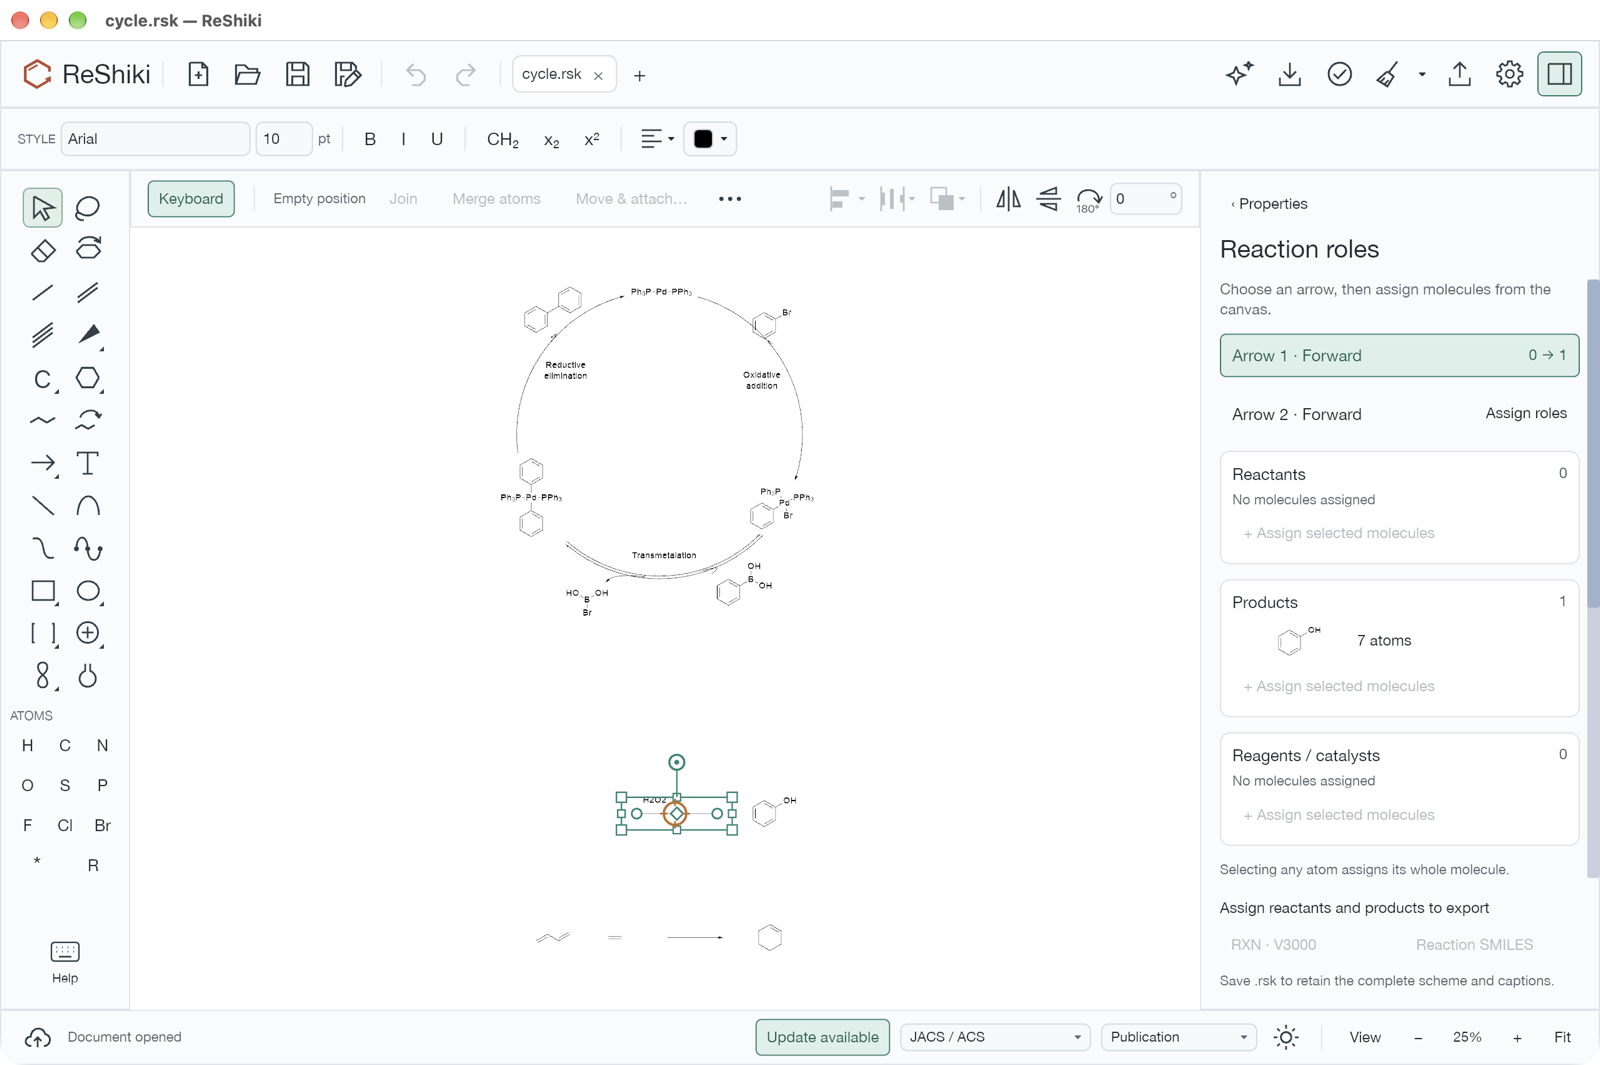 cycle.rsk — ReShiki
ReShiki
cycle.rsk ×
+
STYLE Arial 10 pt B I U CH₂ x₂ x²
Keyboard Empty position Join Merge atoms Move & attach... ••• 180° 0 °
C
T
ATOMS
H C N
O S P
F Cl Br
* R
Help
Ph₃P-Pd-PPh₃
Br
Reductive
elimination
Oxidative
addition
Ph₃P-Pd-PPh₃
Ph₃P PPh₃
Pd
Br
Transmetalation
OH
B
OH
HO OH
B
Br
H2O2
OH
‹ Properties
Reaction roles
Choose an arrow, then assign molecules from the
canvas.
Arrow 1 · Forward 0 → 1
Arrow 2 · Forward Assign roles
Reactants 0
No molecules assigned
+ Assign selected molecules
Products 1
OH
7 atoms
+ Assign selected molecules
Reagents / catalysts 0
No molecules assigned
+ Assign selected molecules
Selecting any atom assigns its whole molecule.
Assign reactants and products to export
RXN · V3000 Reaction SMILES
Save .rsk to retain the complete scheme and captions.
Document opened
Update available JACS / ACS Publication View − 25% + Fit